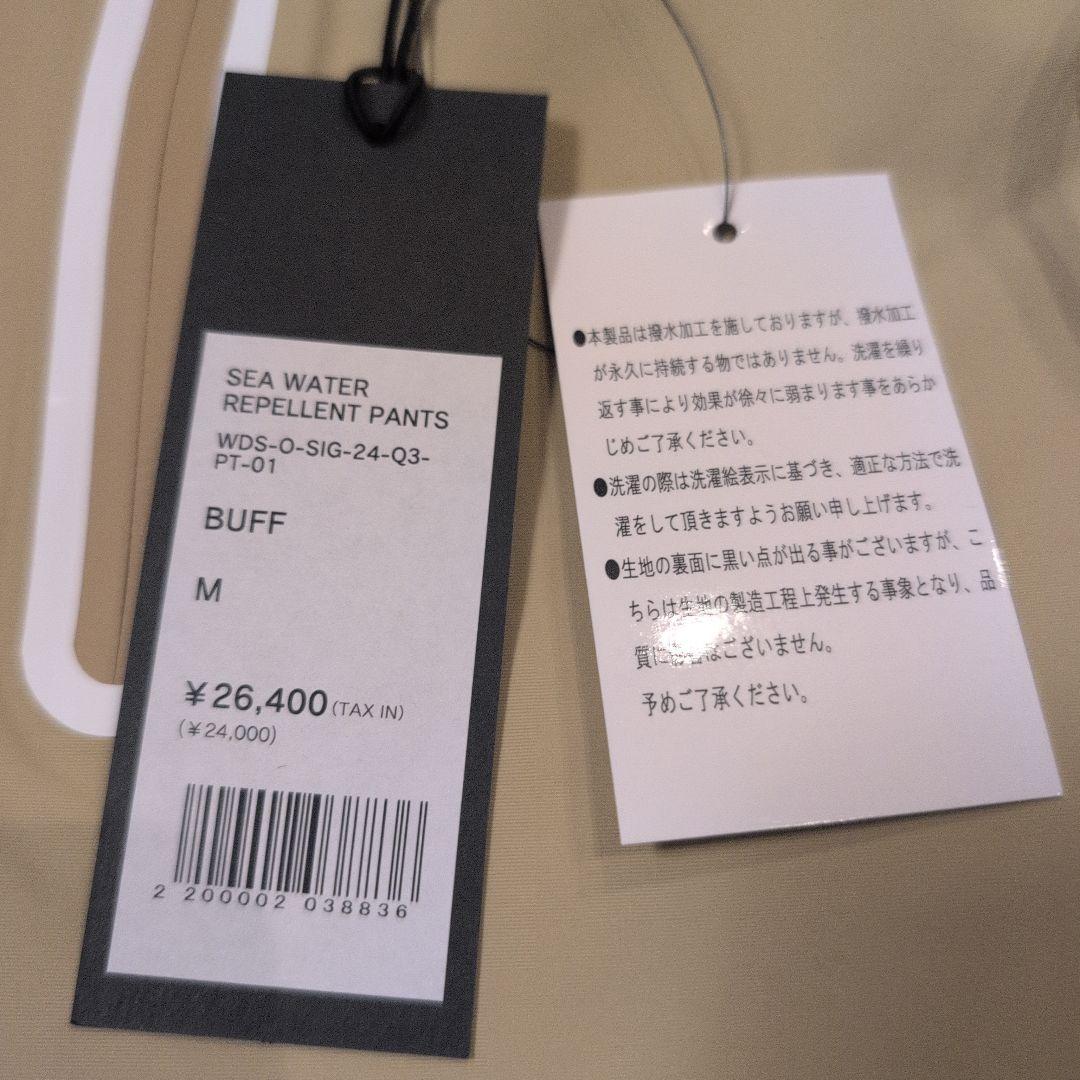 SEA WATER
REPELLENT PANTS
WDS-O-SIG-24-Q3-
PT-01
BUFF
M
¥26,400(TAX IN)
(¥24,000)
2 200002 038836
●本製品は撥水加工を施しておりますが、撥水加工
が永久に持続する物ではありません。洗濯を繰り
返す事により効果が徐々に弱まります事をあらか
じめご了承ください。
●洗濯の際は洗濯絵表示に基づき、適正な方法で洗
濯をして頂きますようお願い申し上げます。
●生地の裏面に黒い点が出る事がございますが、こ
ちらは生地の製造工程上発生する事象となり、品
質に はございません。
予めご了承ください。